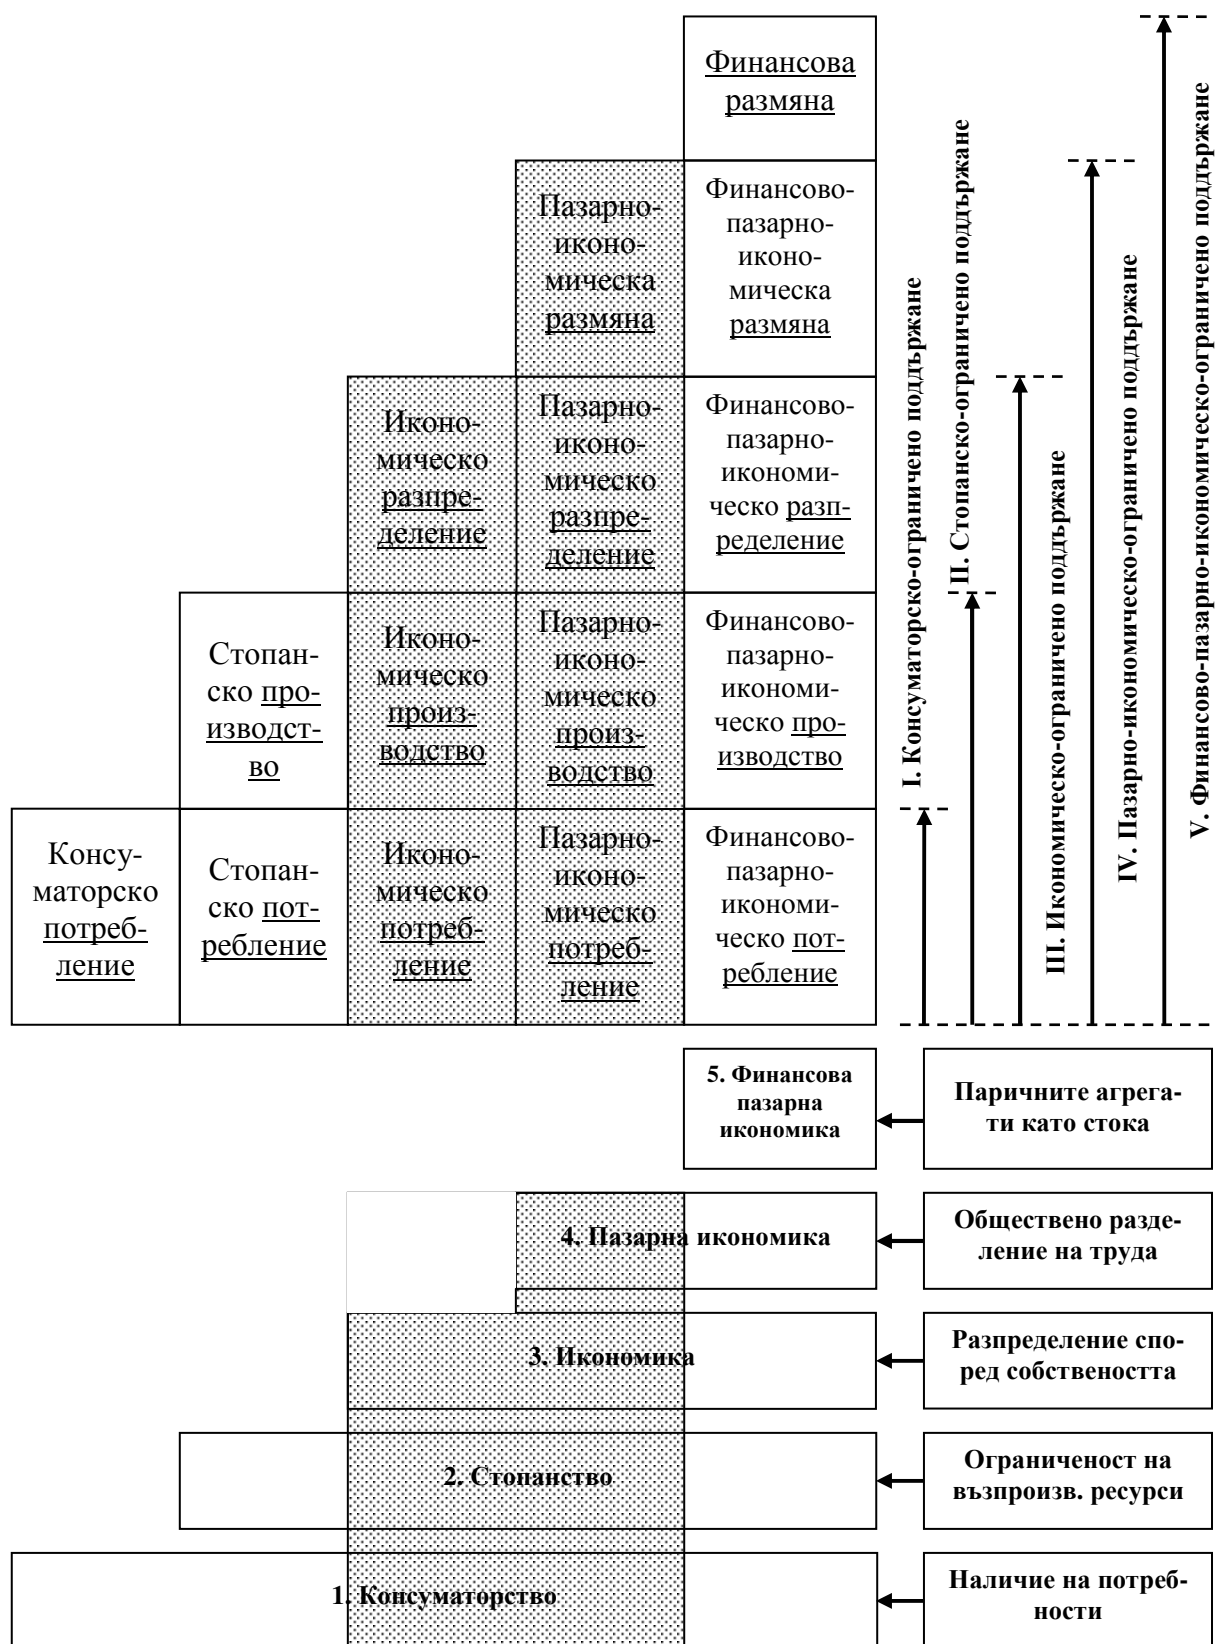 Финансова
размяна
Пазарно-
иконо-
мическа
размяна
Финансово-
пазарно-
иконо-
мическа
размяна
Иконо-
мическо
разпре-
деление
Пазарно-
иконо-
мическо
разпре-
деление
Финансово-
пазарно-
икономи-
ческо разп-
ределение
Стопан-
ско про-
изводст-
во
Иконо-
мическо
произ-
водство
Пазарно-
иконо-
мическо
произ-
водство
Финансово-
пазарно-
икономи-
ческо про-
изводство
Консу-
маторско
потреб-
ление
Стопан-
ско пот-
ребление
Иконо-
мическо
потреб-
ление
Пазарно-
иконо-
мическо
потреб-
ление
Финансово-
пазарно-
икономи-
ческо пот-
ребление
I. Консуматорско-ограничено поддържане
II. Стопанско-ограничено поддържане
III. Икономическо-ограничено поддържане
IV. Пазарно-икономическо-ограничено поддържане
V. Финансово-пазарно-икономическо-ограничено поддържане
5. Финансова
пазарна
икономика
Паричните агрега-
ти като стока
4. Пазарна икономика
Обществено разде-
ление на труда
3. Икономика
Разпределение спо-
ред собствеността
2. Стопанство
Ограниченост на
възпроизв. ресурси
1. Консуматорство
Наличие на потреб-
ности